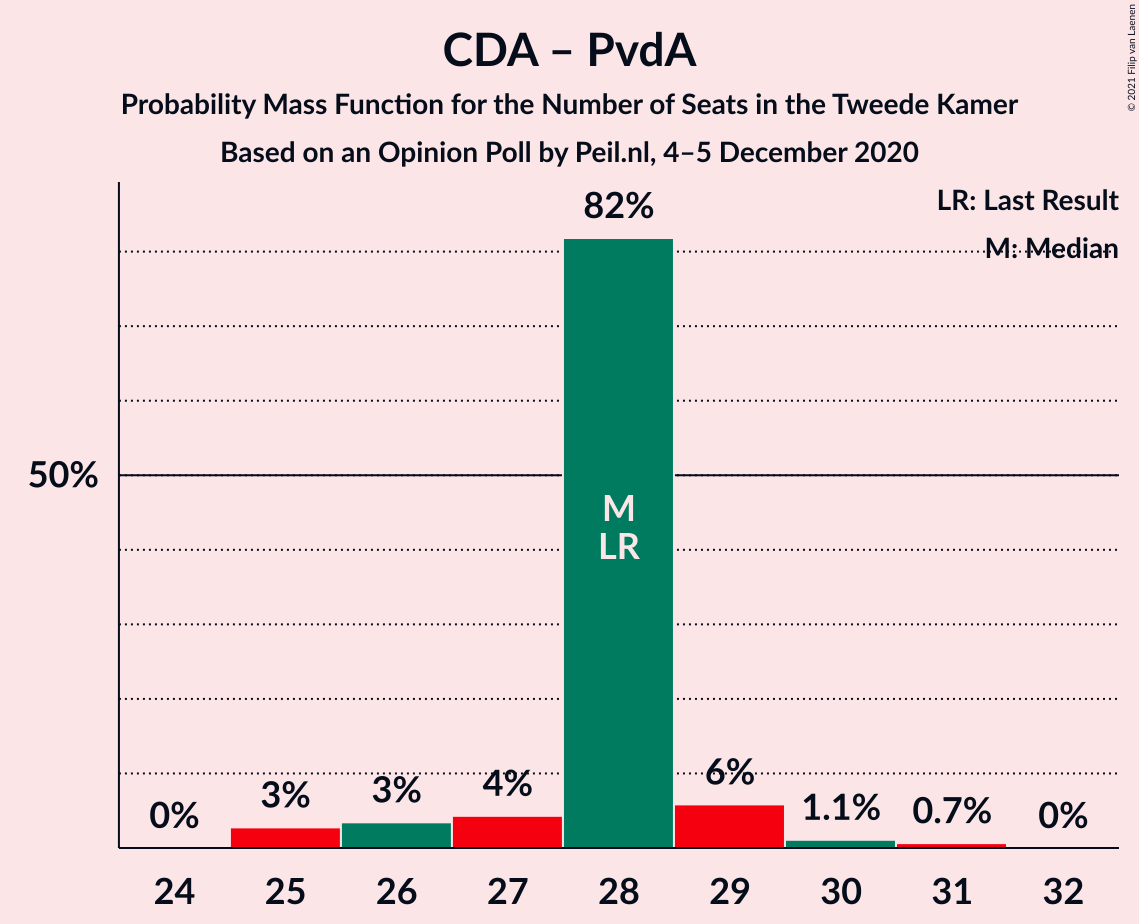 CDA – PvdA
Probability Mass Function for the Number of Seats in the Tweede Kamer
Based on an Opinion Poll by Peil.nl, 4–5 December 2020
© 2021 Filip van Laenen
LR: Last Result
M: Median
50%
0%
3%
3%
4%
82%
6%
1.1%
0.7%
0%
M
LR
24 25 26 27 28 29 30 31 32